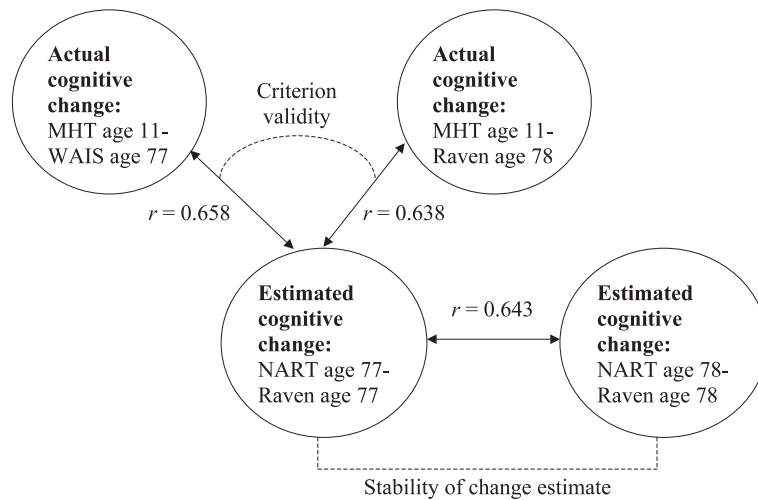 Actual
cognitive
change:
MHT age 11-
WAIS age 77
Criterion
validity
Actual
cognitive
change:
MHT age 11-
Raven age 78
r = 0.658
r = 0.638
Estimated
cognitive
change:
NART age 77-
Raven age 77
r = 0.643
Estimated
cognitive
change:
NART age 78-
Raven age 78
Stability of change estimate